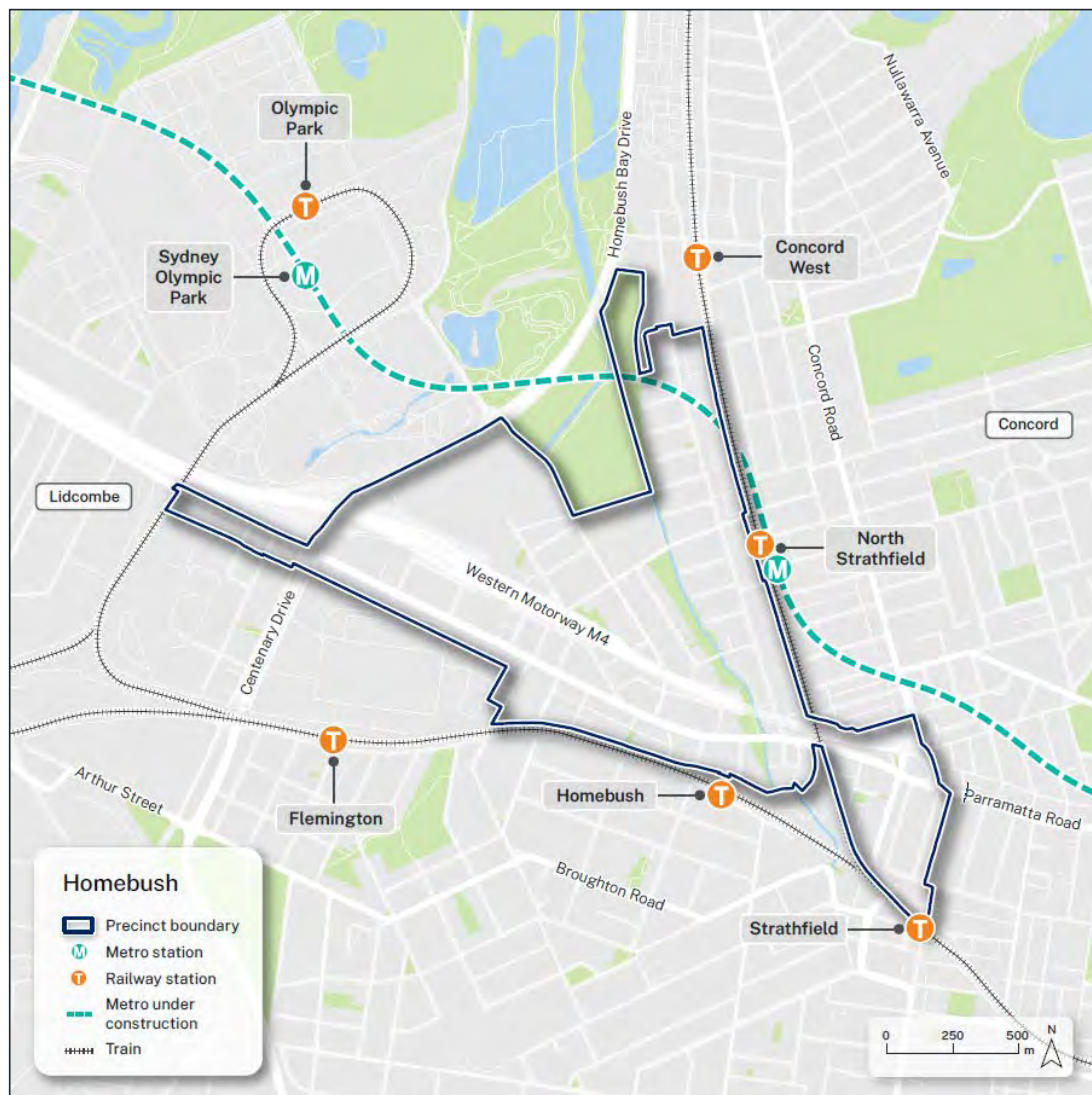 Olympic
Park
Sydney
Olympic
Park
Homebush Bay Drive
Nullawarra Avenue
Concord
West
Concord Road
Concord
Lidcombe
North
Strathfield
Western Motorway M4
Centenary Drive
Arthur Street
Flemington
Homebush
Parramatta Road
Broughton Road
Strathfield
T
M
T
T
M
T
T
T
Homebush
Precinct boundary
M Metro station
T Railway station
Metro under
construction
Train
0 250 500
m
N